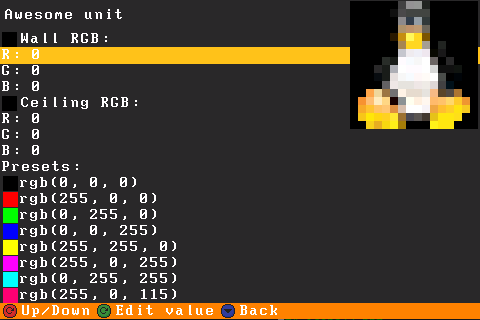 Awesome unit
Wall RGB:
R: 0
G: 0
B: 0
Ceiling RGB:
R: 0
G: 0
B: 0
Presets:
rgb(0, 0, 0)
rgb(255, 0, 0)
rgb(0, 255, 0)
rgb(0, 0, 255)
rgb(255, 255, 0)
rgb(255, 0, 255)
rgb(0, 255, 255)
rgb(255, 0, 115)
Up/Down Edit value Back